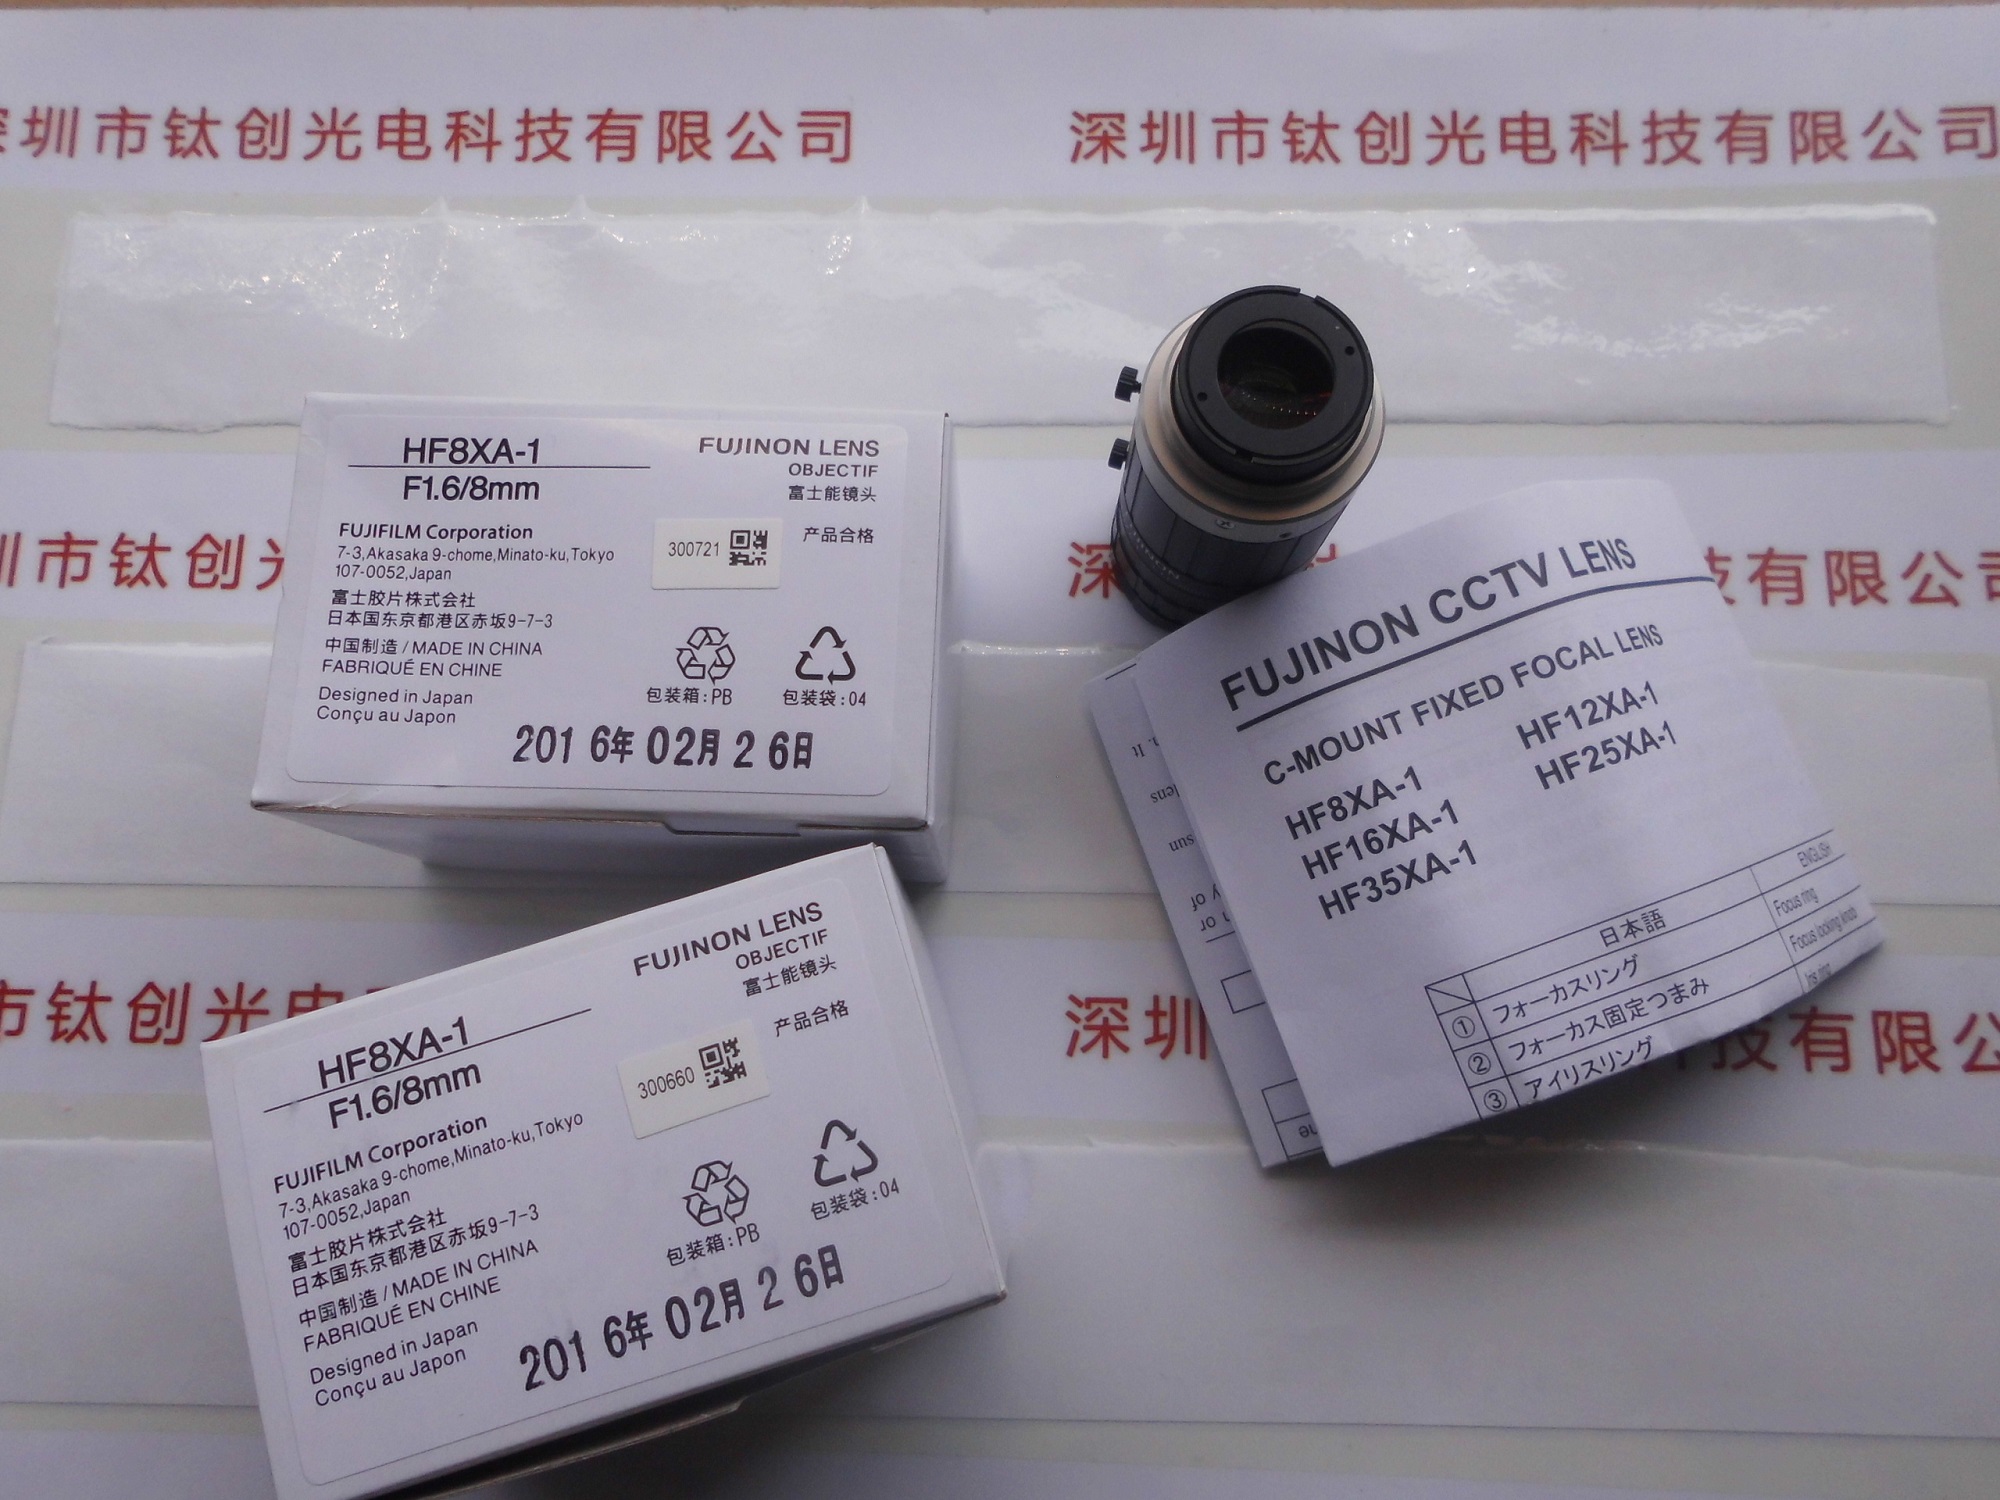 深圳市钛创光电科技有限公司
深圳市钛创光电科技有限公司
HF8XA-1
F1.6/8mm
FUJINON LENS
OBJECTIF
富士能镜头
产品合格
300721
FUJIFILM Corporation
7-3,Akasaka 9-chome,Minato-ku,Tokyo
107-0052,Japan
富士胶片株式会社
日本国东京都港区赤坂9-7-3
中国制造 / MADE IN CHINA
FABRIQUÉ EN CHINE
Designed in Japan
Conçu au Japon
包装箱:PB
包装袋:04
2016年02月26日
市钛创
深
技有限公司
FUJINON CCTV LENS
C-MOUNT FIXED FOCAL LENS
HF8XA-1
HF12XA-1
HF16XA-1
HF25XA-1
HF35XA-1
日本語
ENGLISH
① フォーカスリング
Focus ring
② フォーカス固定つまみ
Focus locking knob
③ アイリスリング
Iris ring
市钛创光电
深圳
技有限公
HF8XA-1
F1.6/8mm
FUJINON LENS
OBJECTIF
富士能镜头
产品合格
300660
FUJIFILM Corporation
7-3,Akasaka 9-chome,Minato-ku,Tokyo
107-0052,Japan
富士胶片株式会社
日本国东京都港区赤坂9-7-3
中国制造 / MADE IN CHINA
FABRIQUÉ EN CHINE
Designed in Japan
Conçu au Japon
包装箱:PB
包装袋:04
2016年02月26日